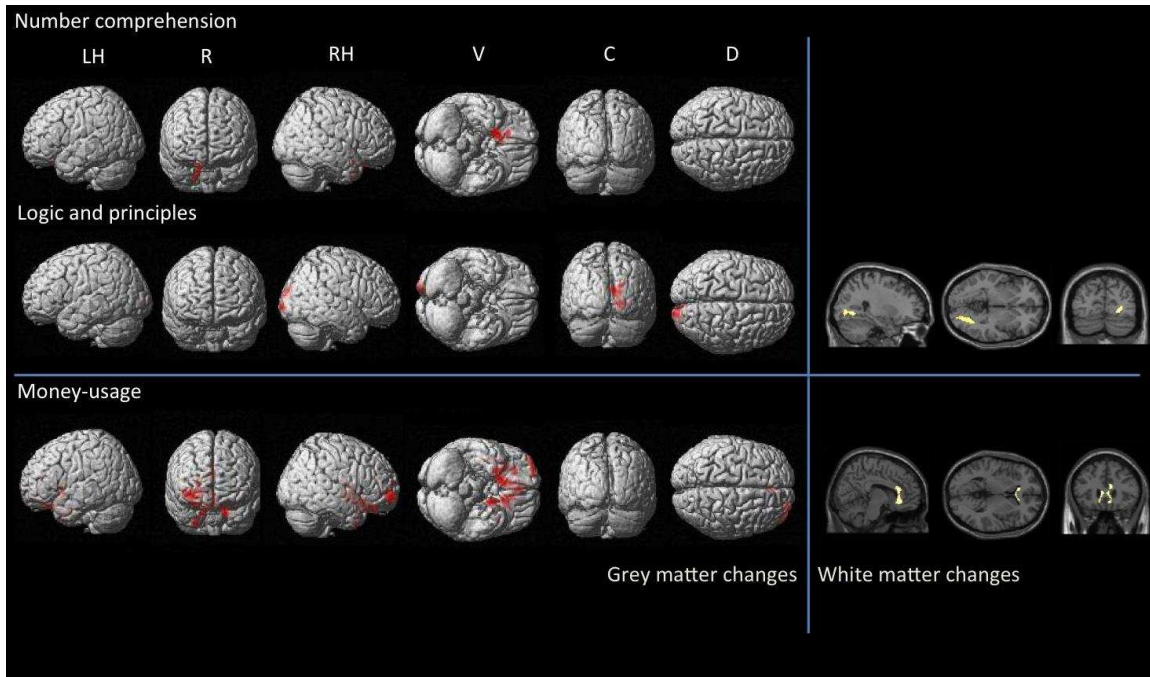 Number comprehension
LH R RH V C D
Logic and principles
Money-usage
Grey matter changes White matter changes